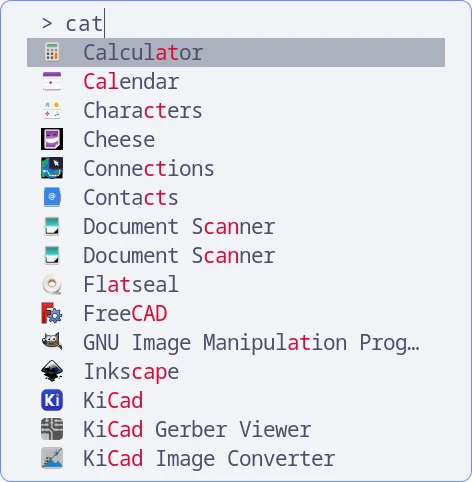 > cat
Calculator
Calendar
Characters
Cheese
Connections
Contacts
Document Scanner
Document Scanner
Flatseal
FreeCAD
GNU Image Manipulation Prog…
Inkscape
Ki KiCad
KiCad Gerber Viewer
KiCad Image Converter